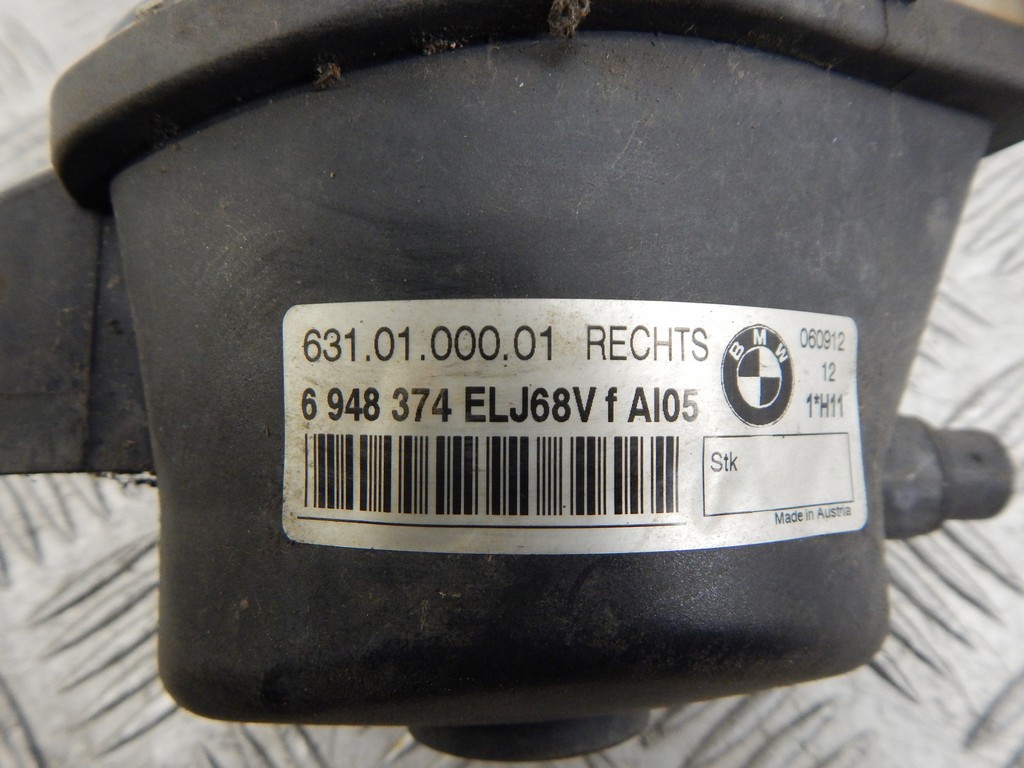 631.01.000.01 RECHTS
6 948 374 ELJ68V f AI05
BMW
060912
12
1*H11
Stk
Made in Austria